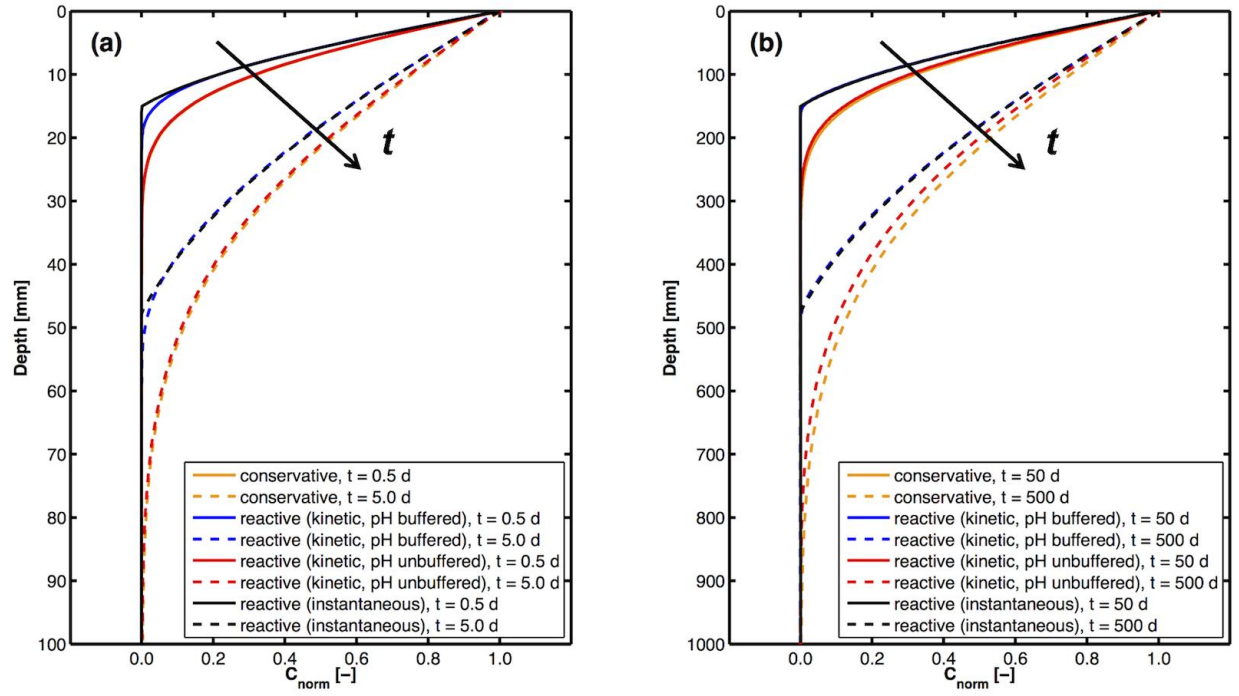 (a)
t
Depth [mm]
0
10
20
30
40
50
60
70
80
90
100
0.0 0.2 0.4 0.6 0.8 1.0
C_norm [–]
conservative, t = 0.5 d
conservative, t = 5.0 d
reactive (kinetic, pH buffered), t = 0.5 d
reactive (kinetic, pH buffered), t = 5.0 d
reactive (kinetic, pH unbuffered), t = 0.5 d
reactive (kinetic, pH unbuffered), t = 5.0 d
reactive (instantaneous), t = 0.5 d
reactive (instantaneous), t = 5.0 d
(b)
t
Depth [mm]
0
100
200
300
400
500
600
700
800
900
1000
0.0 0.2 0.4 0.6 0.8 1.0
C_norm [–]
conservative, t = 50 d
conservative, t = 500 d
reactive (kinetic, pH buffered), t = 50 d
reactive (kinetic, pH buffered), t = 500 d
reactive (kinetic, pH unbuffered), t = 50 d
reactive (kinetic, pH unbuffered), t = 500 d
reactive (instantaneous), t = 50 d
reactive (instantaneous), t = 500 d